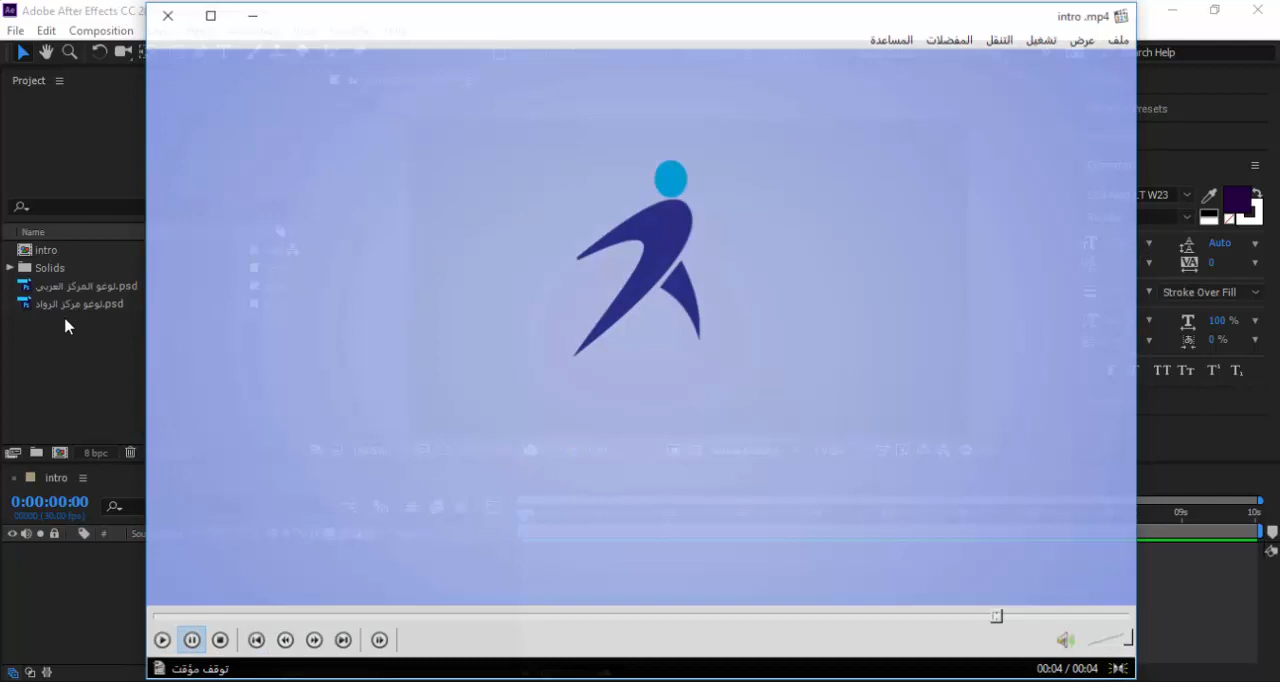 Adobe After Effects CC 2
intro .mp4
File Edit Composition
ملف عرض تشغيل التنقل المفضلات المساعدة
rch Help
Project
resets
LT W23
Name
intro
Solids
لوغو المركز العربي.psd
لوغو مركز الرواد.psd
Auto
0
Stroke Over Fill
100 %
0 %
8 bpc
intro
0:00:00:00
00000 (30.00 fps)
# Sou
09s 10s
توقف مؤقت
00:04 / 00:04